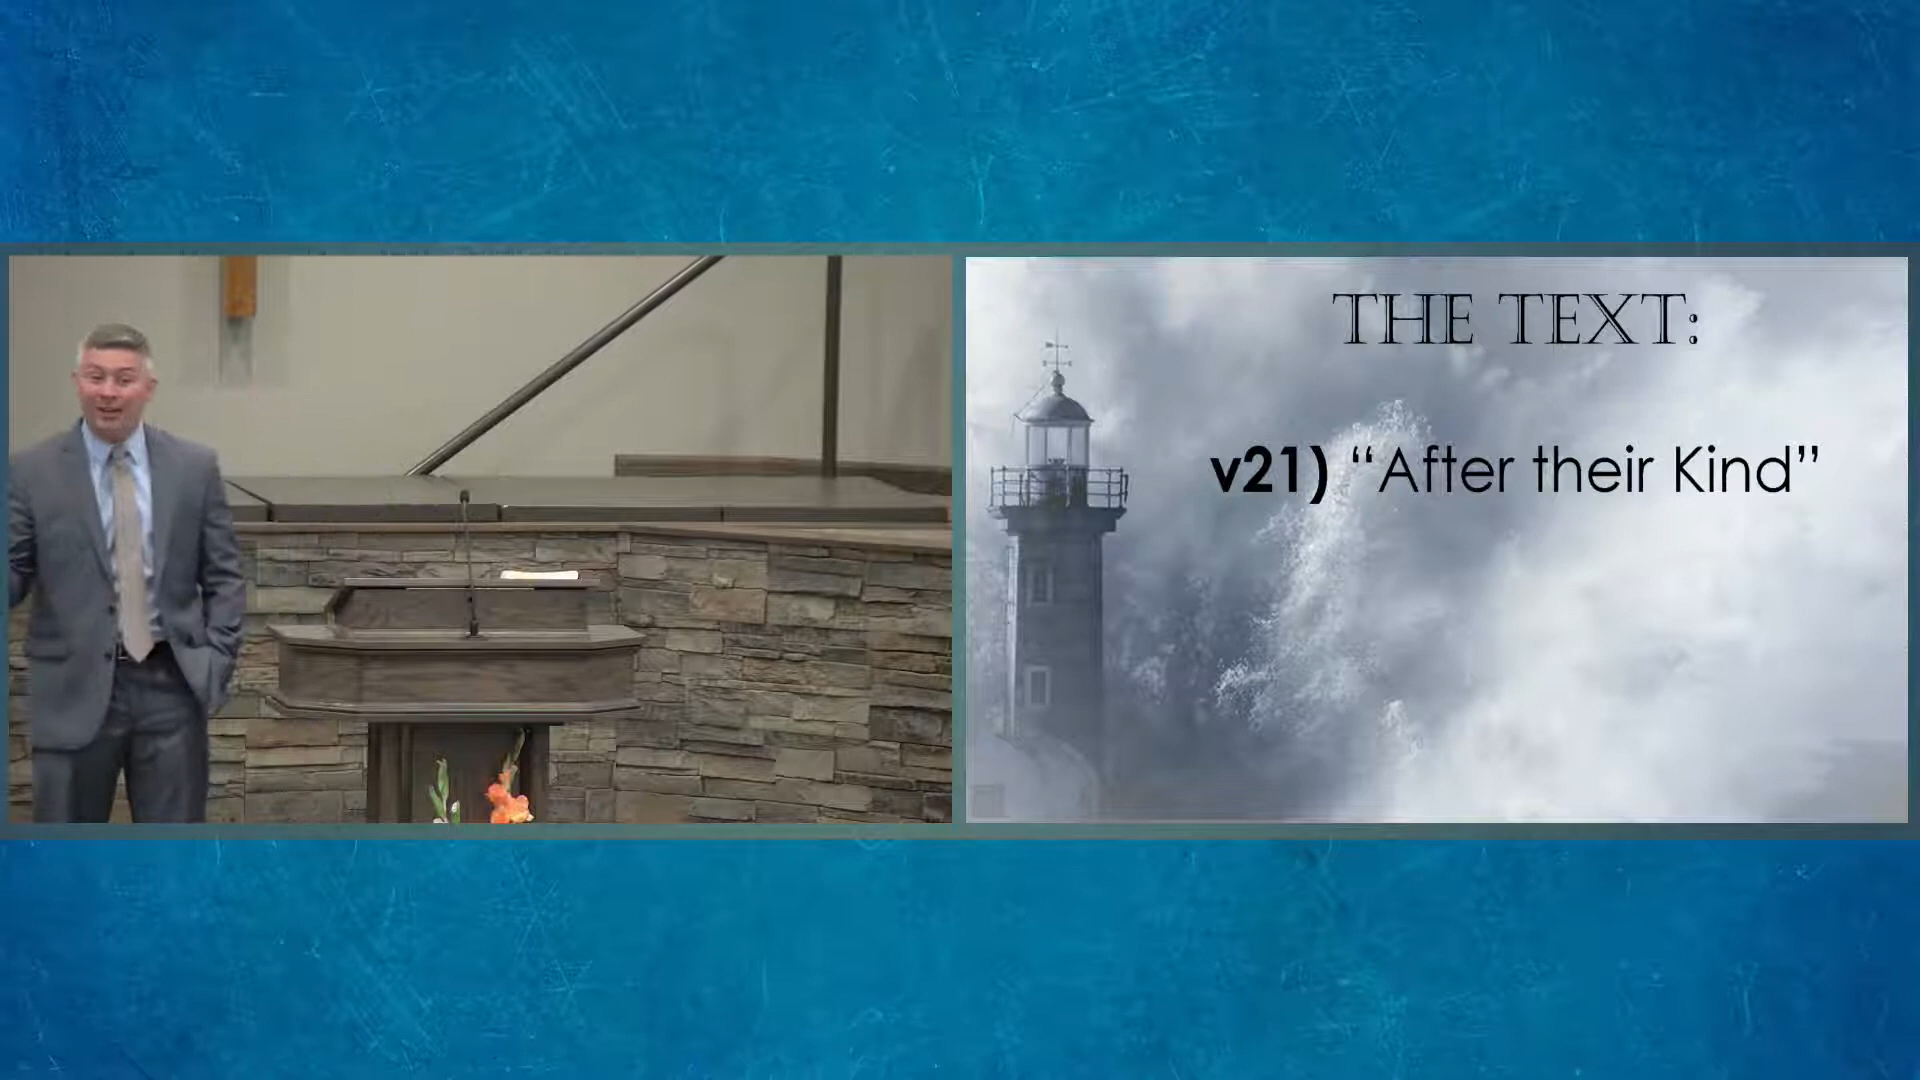 THE TEXT:
v21) “After their Kind”